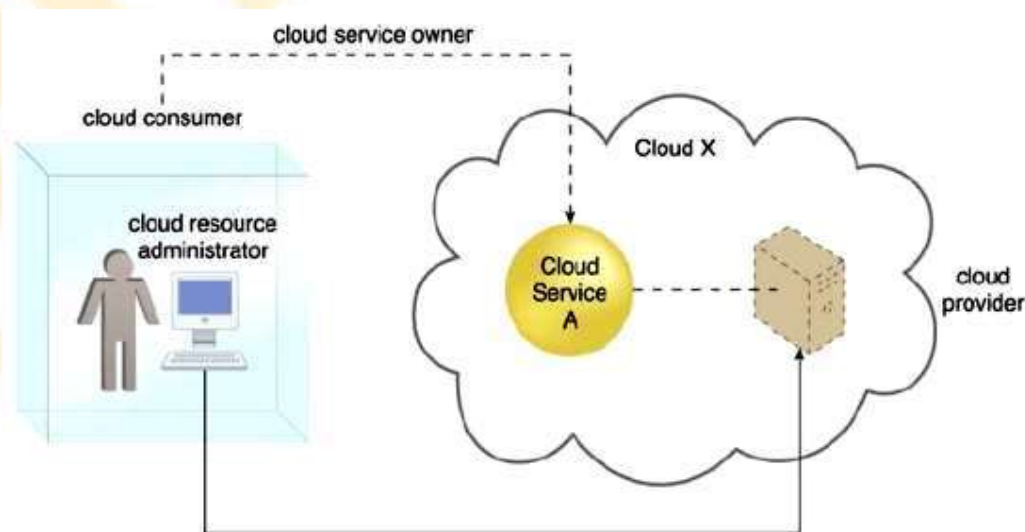 cloud service owner
cloud consumer
Cloud X
cloud resource
administrator
Cloud
Service
A
cloud
provider